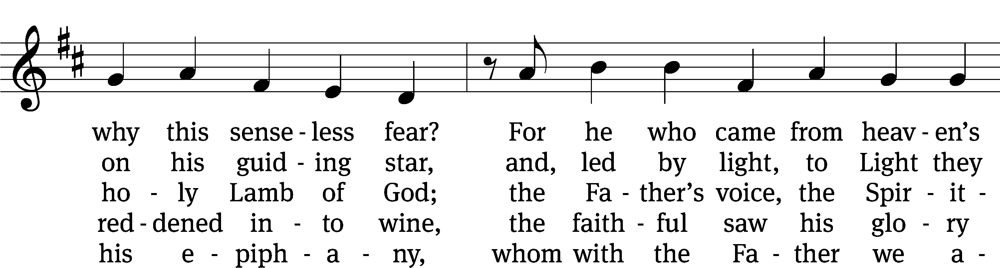 why this sense - less fear? For he who came from heav - en’s
on his guid - ing star, and, led by light, to Light they
ho - ly Lamb of God; the Fa - ther’s voice, the Spir - it -
red - dened in - to wine, the faith - ful saw his glo - ry
his e - piph - a - ny, whom with the Fa - ther we a -